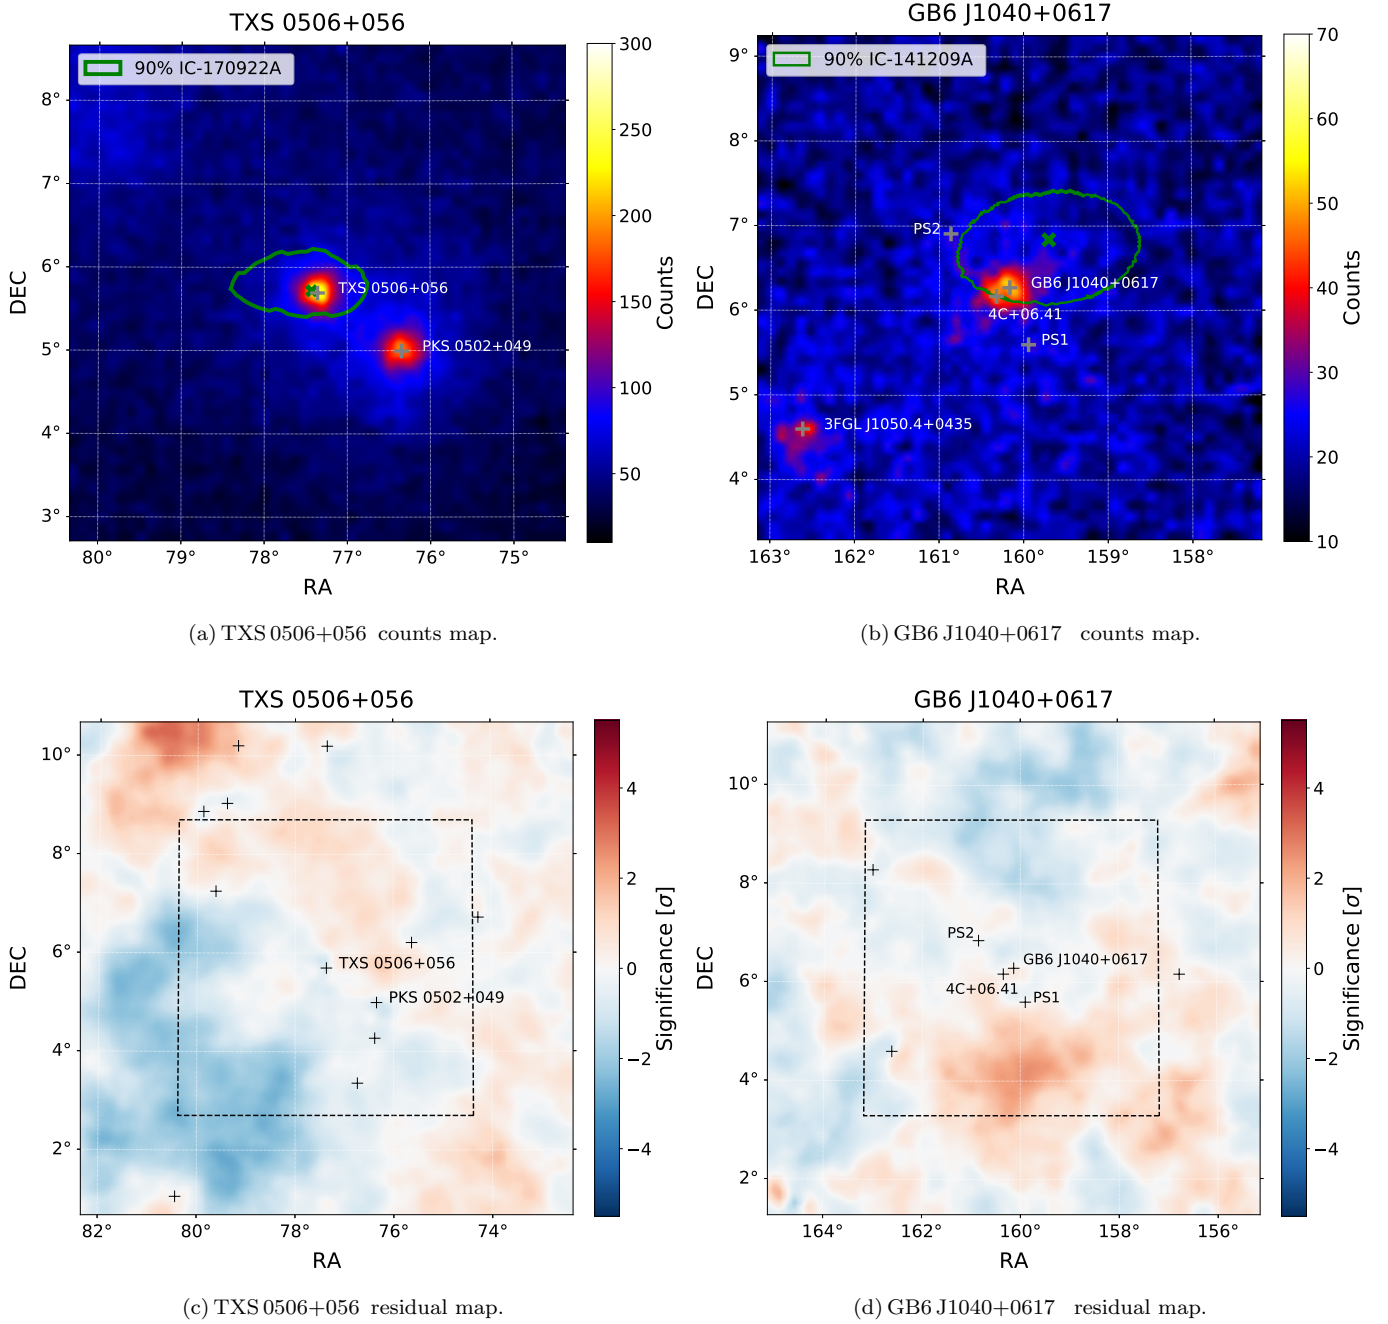 TXS 0506+056
90% IC-170922A
8°
7°
6°
5°
4°
3°
DEC
TXS 0506+056
PKS 0502+049
80°
79°
78°
77°
76°
75°
RA
300
250
200
150
100
50
Counts
(a) TXS 0506+056 counts map.
GB6 J1040+0617
90% IC-141209A
9°
8°
7°
6°
5°
4°
DEC
PS2
GB6 J1040+0617
4C+06.41
PS1
3FGL J1050.4+0435
163°
162°
161°
160°
159°
158°
RA
70
60
50
40
30
20
10
Counts
(b) GB6 J1040+0617 counts map.
TXS 0506+056
10°
8°
6°
4°
2°
DEC
TXS 0506+056
PKS 0502+049
82°
80°
78°
76°
74°
RA
4
2
0
−2
−4
Significance [σ]
(c) TXS 0506+056 residual map.
GB6 J1040+0617
10°
8°
6°
4°
2°
DEC
PS2
GB6 J1040+0617
4C+06.41
PS1
164°
162°
160°
158°
156°
RA
4
2
0
−2
−4
Significance [σ]
(d) GB6 J1040+0617 residual map.